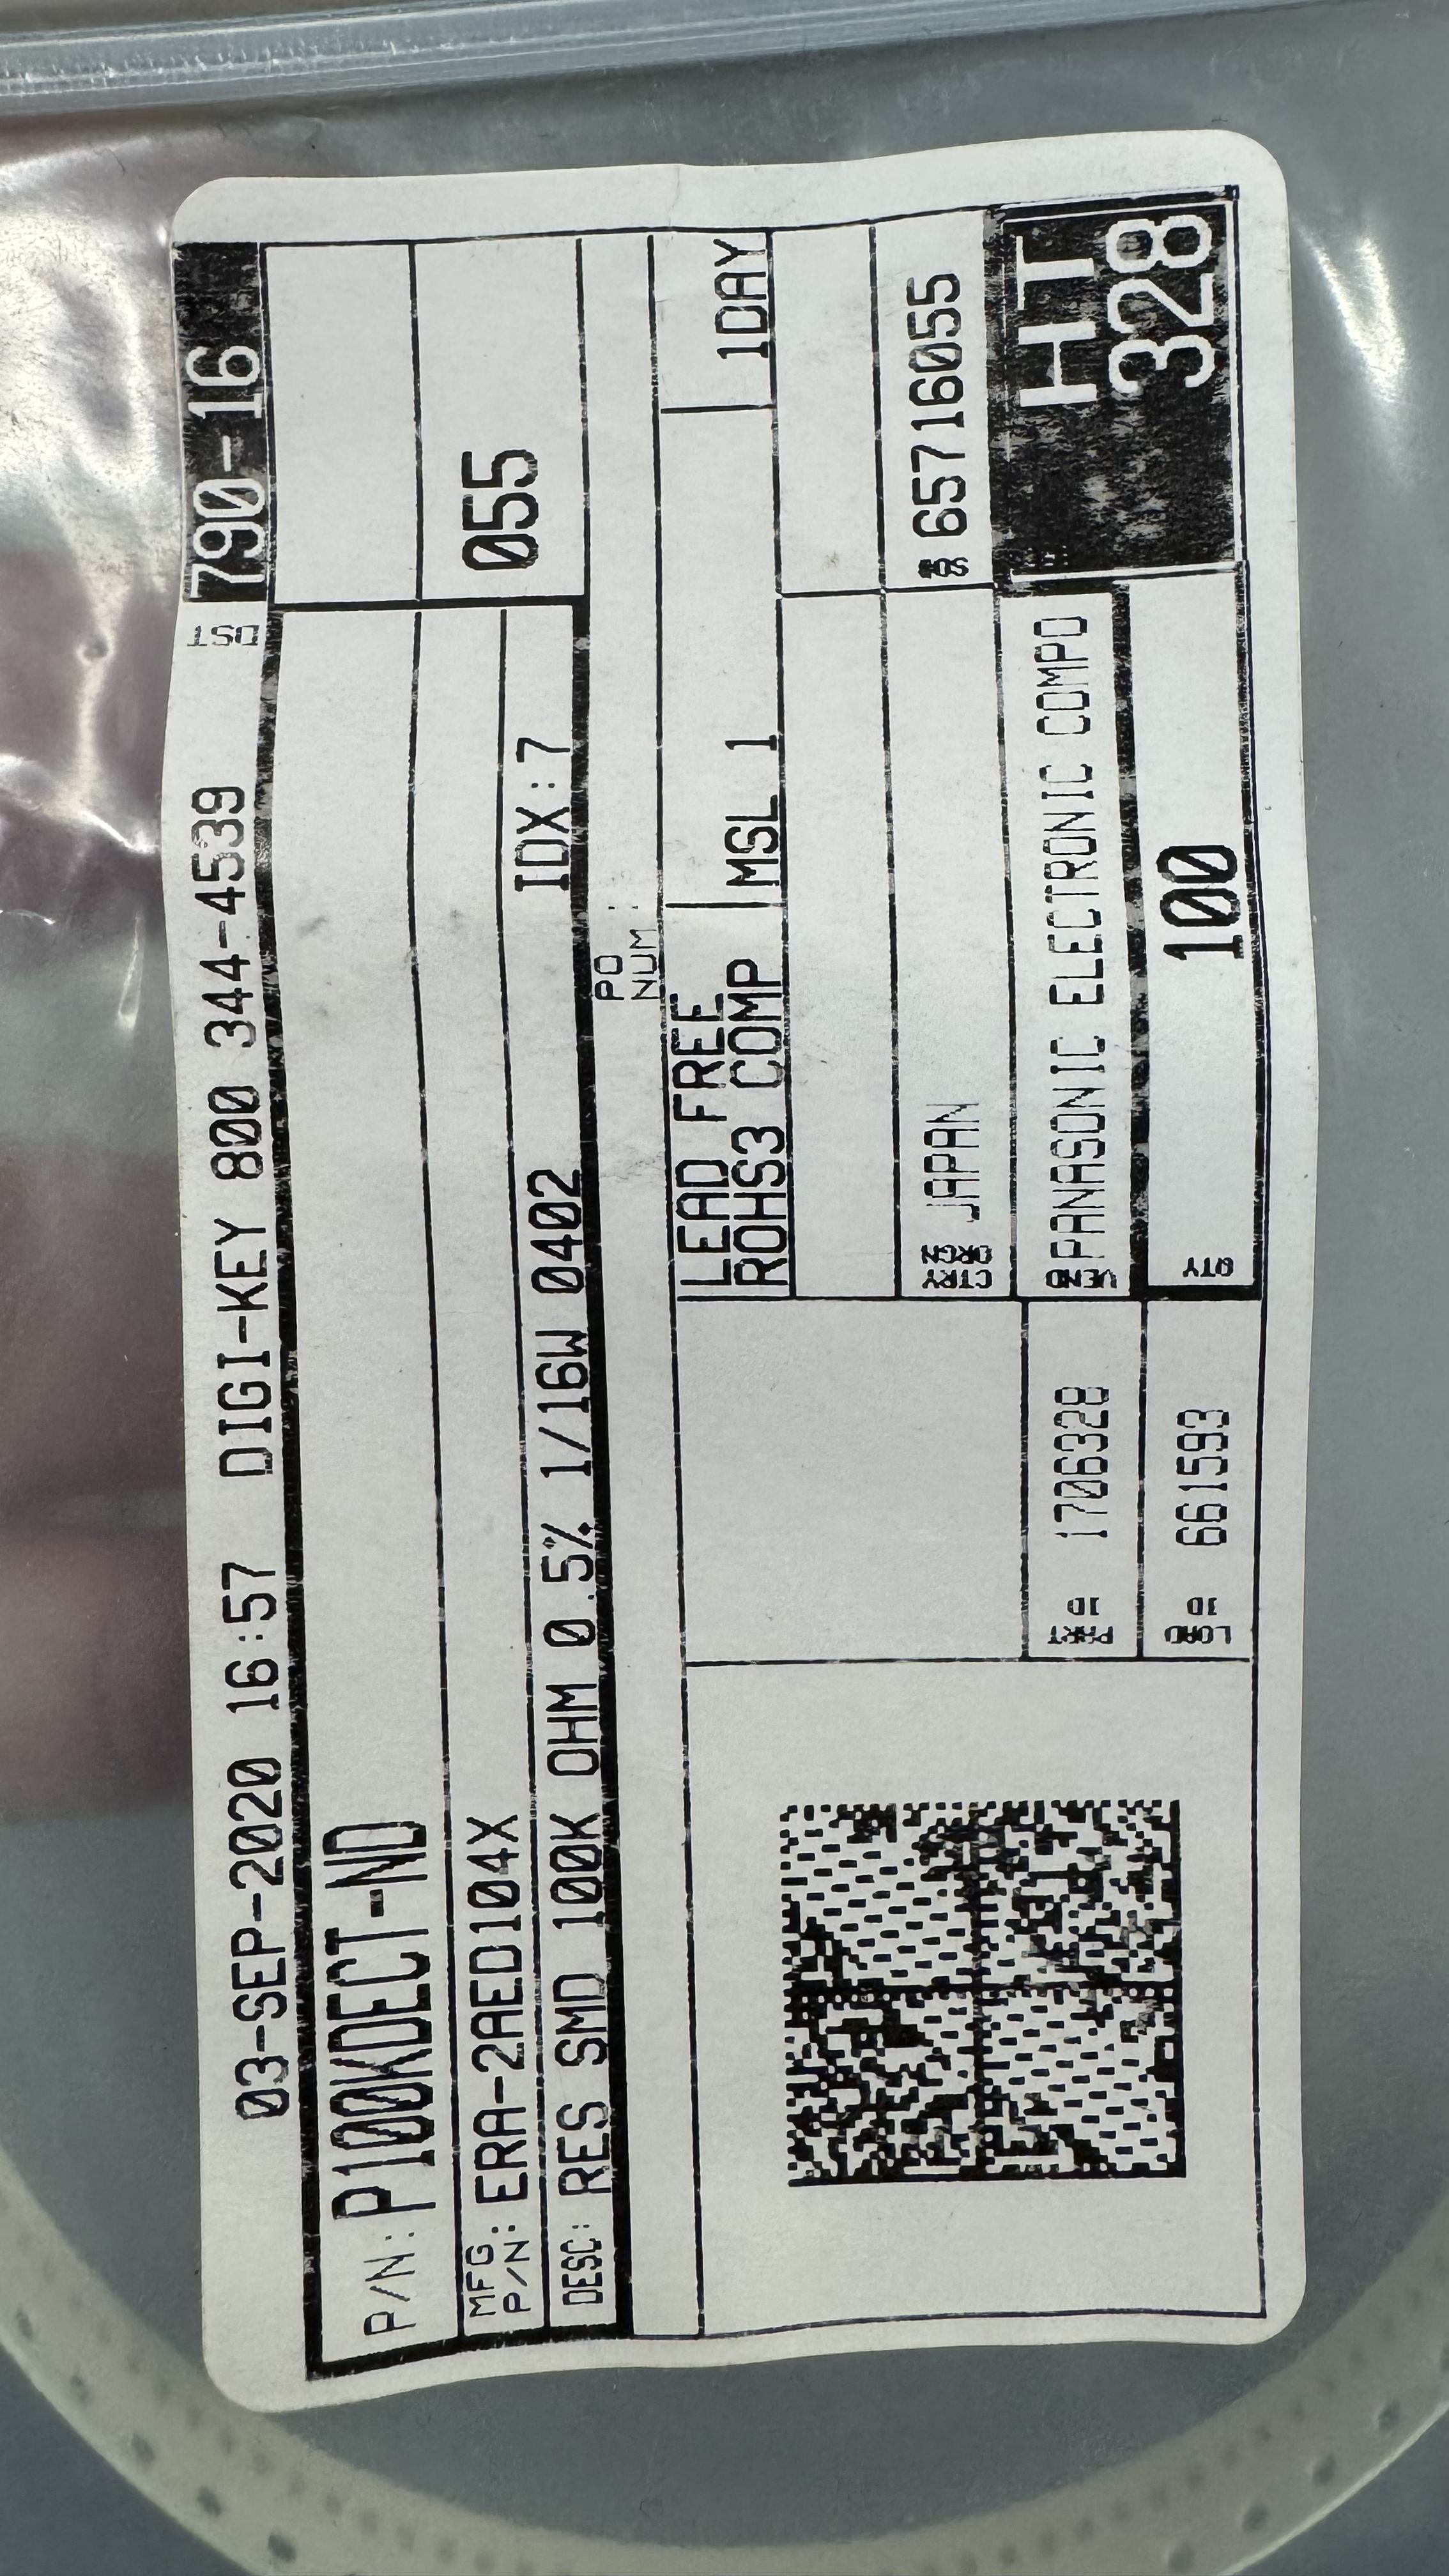 03-SEP-2020 16:57 DIGI-KEY 800 344-4539 DST 790-16
P/N: P100KDECT-ND
MFG P/N: ERA-2AED104X
055
DESC: RES SMD 100K OHM 0.5% 1/16W 0402 IDX:7
PO NUM :
LEAD FREE
ROHS3 COMP
MSL 1
1DAY
CTRY ORGN JAPAN
SO# 65716055
PART ID 1706328
VEND PANASONIC ELECTRONIC COMPO
HT
328
LOAD ID 661593
QTY 100